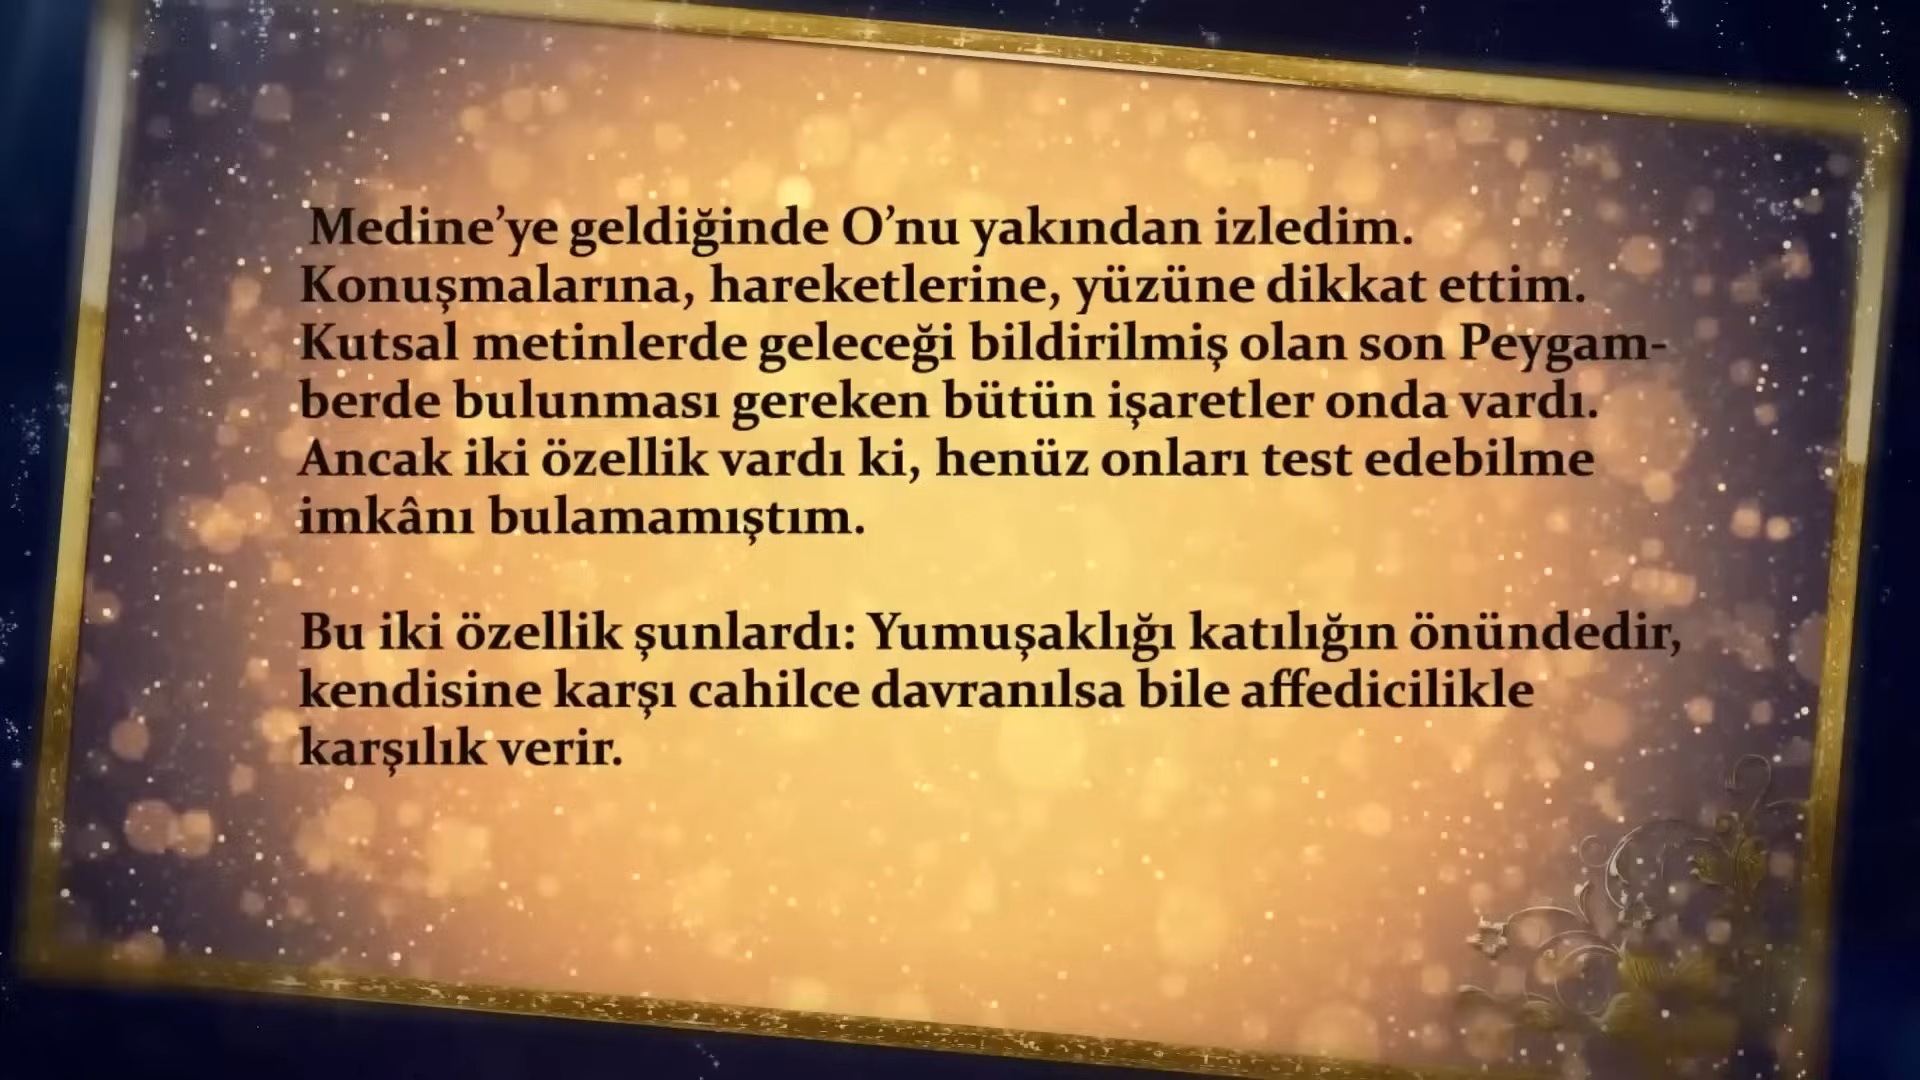 Medine’ye geldiğinde O’nu yakından izledim.
Konuşmalarına, hareketlerine, yüzüne dikkat ettim.
Kutsal metinlerde geleceği bildirilmiş olan son Peygam-
berde bulunması gereken bütün işaretler onda vardı.
Ancak iki özellik vardı ki, henüz onları test edebilme
imkânı bulamamıştım.
Bu iki özellik şunlardı: Yumuşaklığı katılığın önündedir,
kendisine karşı cahilce davranılsa bile affedicilikle
karşılık verir.